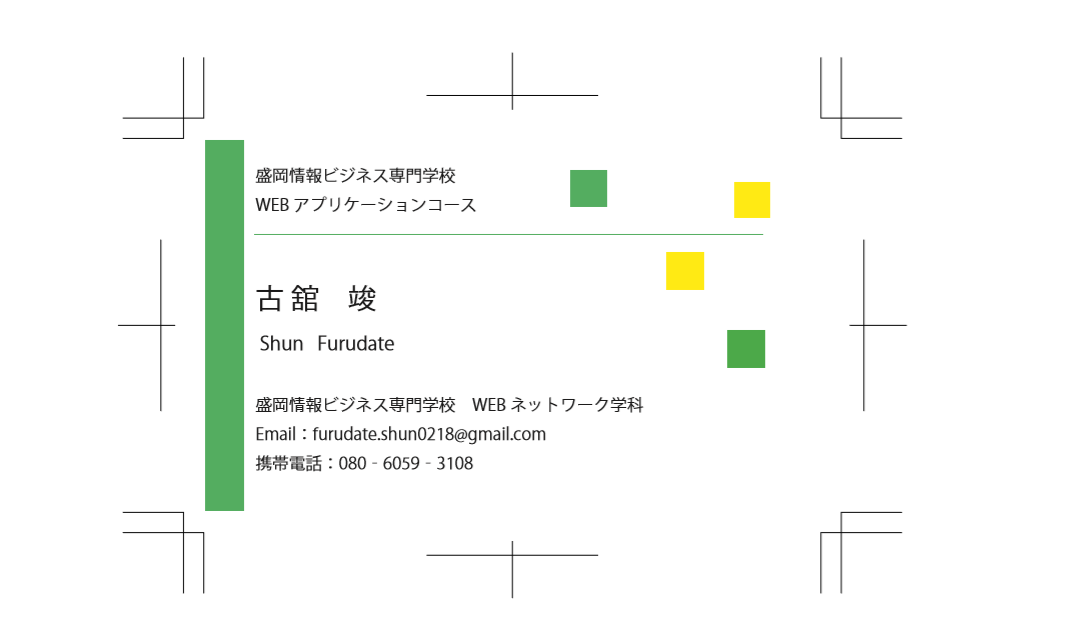 盛岡情報ビジネス専門学校
WEB アプリケーションコース
古舘　竣
Shun Furudate
盛岡情報ビジネス専門学校　WEB ネットワーク学科
Email：furudate.shun0218@gmail.com
携帯電話：080‐6059‐3108